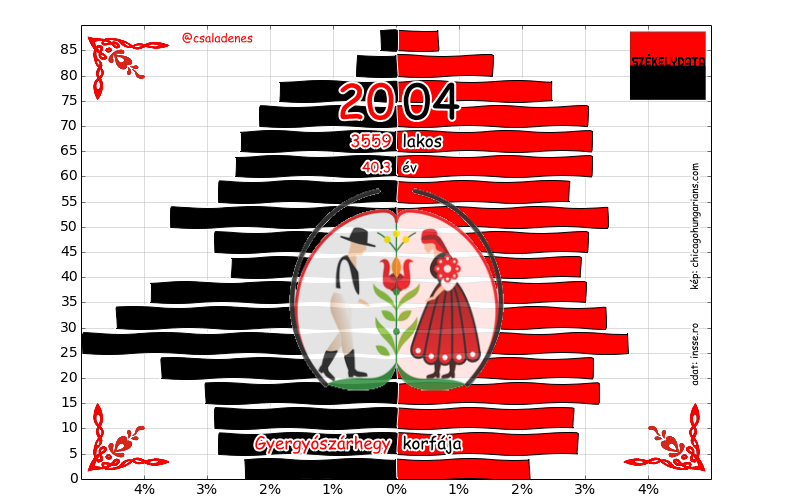 @csaladenes
SZÉKELYDATA
2004
3559 lakos
40.3 év
85
80
75
70
65
60
55
50
45
40
35
30
25
20
15
10
5
0
kép: chicagohungarians.com
adat: insse.ro
Gyergyószárhegy korfája
4% 3% 2% 1% 0% 1% 2% 3% 4%